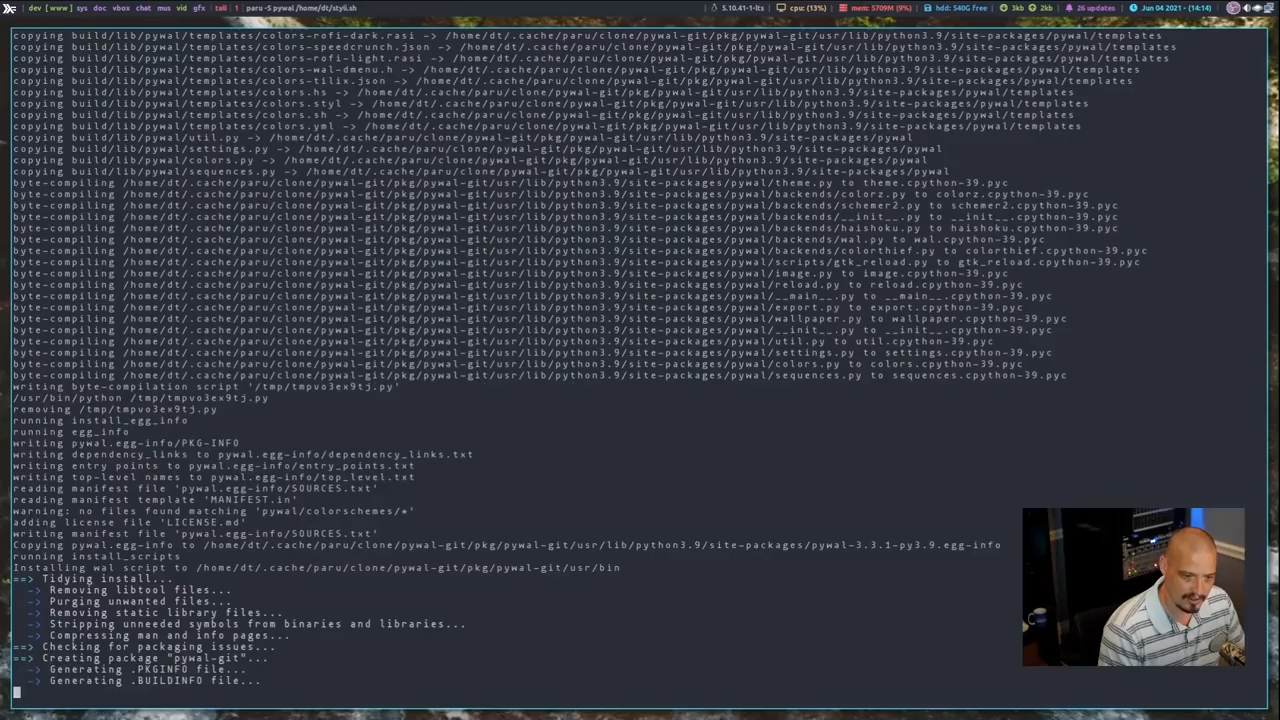 dev [ www ] sys doc vbox chat mus vid gfx | tall | 1 | paru -S pywal /home/dt/styli.sh
5.10.41-1-lts | cpu: (13%) | mem: 5709M (9%) | hdd: 540G free | 3kb 2kb | 26 updates | Jun 04 2021 - (14:14)
copying build/lib/pywal/templates/colors-rofi-dark.rasi -> /home/dt/.cache/paru/clone/pywal-git/pkg/pywal-git/usr/lib/python3.9/site-packages/pywal/templates
copying build/lib/pywal/templates/colors-speedcrunch.json -> /home/dt/.cache/paru/clone/pywal-git/pkg/pywal-git/usr/lib/python3.9/site-packages/pywal/templates
copying build/lib/pywal/templates/colors-rofi-light.rasi -> /home/dt/.cache/paru/clone/pywal-git/pkg/pywal-git/usr/lib/python3.9/site-packages/pywal/templates
copying build/lib/pywal/templates/colors-wal-dmenu.h -> /home/dt/.cache/paru/clone/pywal-git/pkg/pywal-git/usr/lib/python3.9/site-packages/pywal/templates
copying build/lib/pywal/templates/colors-tilix.json -> /home/dt/.cache/paru/clone/pywal-git/pkg/pywal-git/usr/lib/python3.9/site-packages/pywal/templates
copying build/lib/pywal/templates/colors.hs -> /home/dt/.cache/paru/clone/pywal-git/pkg/pywal-git/usr/lib/python3.9/site-packages/pywal/templates
copying build/lib/pywal/templates/colors.styl -> /home/dt/.cache/paru/clone/pywal-git/pkg/pywal-git/usr/lib/python3.9/site-packages/pywal/templates
copying build/lib/pywal/templates/colors.sh -> /home/dt/.cache/paru/clone/pywal-git/pkg/pywal-git/usr/lib/python3.9/site-packages/pywal/templates
copying build/lib/pywal/templates/colors.yml -> /home/dt/.cache/paru/clone/pywal-git/pkg/pywal-git/usr/lib/python3.9/site-packages/pywal/templates
copying build/lib/pywal/util.py -> /home/dt/.cache/paru/clone/pywal-git/pkg/pywal-git/usr/lib/python3.9/site-packages/pywal
copying build/lib/pywal/settings.py -> /home/dt/.cache/paru/clone/pywal-git/pkg/pywal-git/usr/lib/python3.9/site-packages/pywal
copying build/lib/pywal/colors.py -> /home/dt/.cache/paru/clone/pywal-git/pkg/pywal-git/usr/lib/python3.9/site-packages/pywal
copying build/lib/pywal/sequences.py -> /home/dt/.cache/paru/clone/pywal-git/pkg/pywal-git/usr/lib/python3.9/site-packages/pywal
byte-compiling /home/dt/.cache/paru/clone/pywal-git/pkg/pywal-git/usr/lib/python3.9/site-packages/pywal/theme.py to theme.cpython-39.pyc
byte-compiling /home/dt/.cache/paru/clone/pywal-git/pkg/pywal-git/usr/lib/python3.9/site-packages/pywal/backends/colorz.py to colorz.cpython-39.pyc
byte-compiling /home/dt/.cache/paru/clone/pywal-git/pkg/pywal-git/usr/lib/python3.9/site-packages/pywal/backends/schemer2.py to schemer2.cpython-39.pyc
byte-compiling /home/dt/.cache/paru/clone/pywal-git/pkg/pywal-git/usr/lib/python3.9/site-packages/pywal/backends/__init__.py to __init__.cpython-39.pyc
byte-compiling /home/dt/.cache/paru/clone/pywal-git/pkg/pywal-git/usr/lib/python3.9/site-packages/pywal/backends/haishoku.py to haishoku.cpython-39.pyc
byte-compiling /home/dt/.cache/paru/clone/pywal-git/pkg/pywal-git/usr/lib/python3.9/site-packages/pywal/backends/wal.py to wal.cpython-39.pyc
byte-compiling /home/dt/.cache/paru/clone/pywal-git/pkg/pywal-git/usr/lib/python3.9/site-packages/pywal/backends/colorthief.py to colorthief.cpython-39.pyc
byte-compiling /home/dt/.cache/paru/clone/pywal-git/pkg/pywal-git/usr/lib/python3.9/site-packages/pywal/scripts/gtk_reload.py to gtk_reload.cpython-39.pyc
byte-compiling /home/dt/.cache/paru/clone/pywal-git/pkg/pywal-git/usr/lib/python3.9/site-packages/pywal/image.py to image.cpython-39.pyc
byte-compiling /home/dt/.cache/paru/clone/pywal-git/pkg/pywal-git/usr/lib/python3.9/site-packages/pywal/reload.py to reload.cpython-39.pyc
byte-compiling /home/dt/.cache/paru/clone/pywal-git/pkg/pywal-git/usr/lib/python3.9/site-packages/pywal/__main__.py to __main__.cpython-39.pyc
byte-compiling /home/dt/.cache/paru/clone/pywal-git/pkg/pywal-git/usr/lib/python3.9/site-packages/pywal/export.py to export.cpython-39.pyc
byte-compiling /home/dt/.cache/paru/clone/pywal-git/pkg/pywal-git/usr/lib/python3.9/site-packages/pywal/wallpaper.py to wallpaper.cpython-39.pyc
byte-compiling /home/dt/.cache/paru/clone/pywal-git/pkg/pywal-git/usr/lib/python3.9/site-packages/pywal/__init__.py to __init__.cpython-39.pyc
byte-compiling /home/dt/.cache/paru/clone/pywal-git/pkg/pywal-git/usr/lib/python3.9/site-packages/pywal/util.py to util.cpython-39.pyc
byte-compiling /home/dt/.cache/paru/clone/pywal-git/pkg/pywal-git/usr/lib/python3.9/site-packages/pywal/settings.py to settings.cpython-39.pyc
byte-compiling /home/dt/.cache/paru/clone/pywal-git/pkg/pywal-git/usr/lib/python3.9/site-packages/pywal/colors.py to colors.cpython-39.pyc
byte-compiling /home/dt/.cache/paru/clone/pywal-git/pkg/pywal-git/usr/lib/python3.9/site-packages/pywal/sequences.py to sequences.cpython-39.pyc
writing byte-compilation script '/tmp/tmpvo3ex9tj.py'
/usr/bin/python /tmp/tmpvo3ex9tj.py
removing /tmp/tmpvo3ex9tj.py
running install_egg_info
running egg_info
writing pywal.egg-info/PKG-INFO
writing dependency_links to pywal.egg-info/dependency_links.txt
writing entry points to pywal.egg-info/entry_points.txt
writing top-level names to pywal.egg-info/top_level.txt
reading manifest file 'pywal.egg-info/SOURCES.txt'
reading manifest template 'MANIFEST.in'
warning: no files found matching 'pywal/colorschemes/*'
adding license file 'LICENSE.md'
writing manifest file 'pywal.egg-info/SOURCES.txt'
Copying pywal.egg-info to /home/dt/.cache/paru/clone/pywal-git/pkg/pywal-git/usr/lib/python3.9/site-packages/pywal-3.3.1-py3.9.egg-info
running install_scripts
Installing wal script to /home/dt/.cache/paru/clone/pywal-git/pkg/pywal-git/usr/bin
==> Tidying install...
-> Removing libtool files...
-> Purging unwanted files...
-> Removing static library files...
-> Stripping unneeded symbols from binaries and libraries...
-> Compressing man and info pages...
==> Checking for packaging issues...
==> Creating package "pywal-git"...
-> Generating .PKGINFO file...
-> Generating .BUILDINFO file...